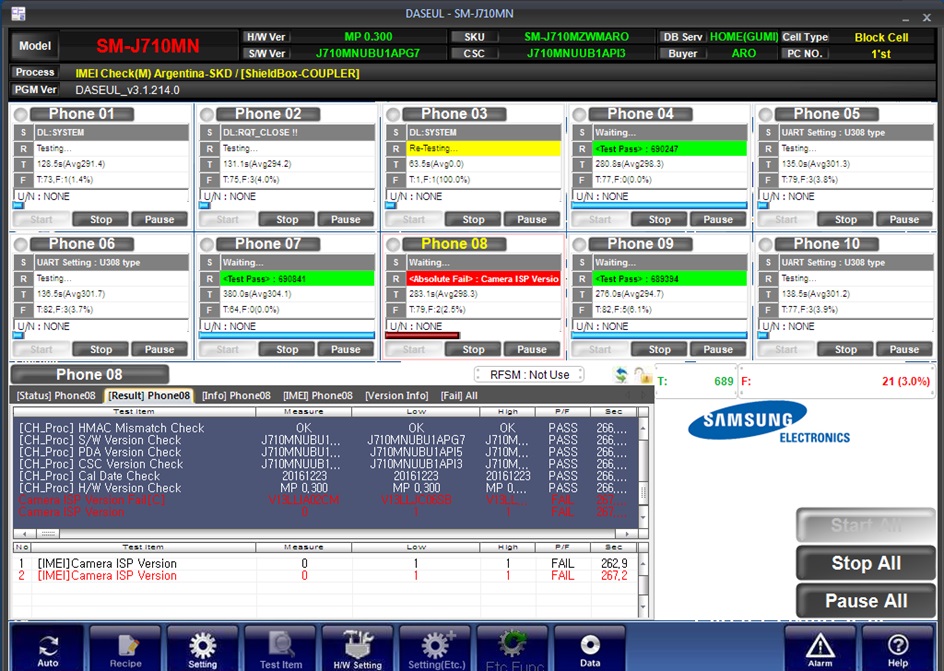 DASEUL - SM-J710MN
Model SM-J710MN H/W Ver MP 0.300 SKU SM-J710MZWMARO DB Serv HOME(GUMI) Cell Type Block Cell
S/W Ver J710MNUBU1APG7 CSC J710MNUUB1API3 Buyer ARO PC NO. 1'st
Process IMEI Check(M) Argentina-SKD / [ShieldBox-COUPLER]
PGM Ver DASEUL_v3.1.214.0
Phone 01 Phone 02 Phone 03 Phone 04 Phone 05
S DL:SYSTEM S DL:RQT_CLOSE !! S DL:SYSTEM S Waiting... S UART Setting : U308 type
R Testing... R Testing... R Re-Testing... R <Test Pass> : 690247 R Testing...
T 128.5s(Avg291.4) T 131.1s(Avg294.2) T 63.5s(Avg0.0) T 280.8s(Avg298.3) T 135.0s(Avg301.3)
F T:73,F:1(1.4%) F T:75,F:3(4.0%) F T:1,F:1(100.0%) F T:77,F:0(0.0%) F T:79,F:3(3.8%)
U/N : NONE U/N : NONE U/N : NONE U/N : NONE U/N : NONE
Start Stop Pause Start Stop Pause Start Stop Pause Start Stop Pause Start Stop Pause
Phone 06 Phone 07 Phone 08 Phone 09 Phone 10
S UART Setting : U308 type S Waiting... S Waiting... S Waiting... S UART Setting : U308 type
R Testing... R <Test Pass> : 690841 R <Absolute Fail> : Camera ISP Versio R <Test Pass> : 689394 R Testing...
T 136.5s(Avg301.7) T 380.0s(Avg304.1) T 283.1s(Avg298.3) T 276.0s(Avg294.7) T 138.5s(Avg301.2)
F T:82,F:3(3.7%) F T:64,F:0(0.0%) F T:79,F:2(2.5%) F T:82,F:5(6.1%) F T:77,F:3(3.9%)
U/N : NONE U/N : NONE U/N : NONE U/N : NONE U/N : NONE
Start Stop Pause Start Stop Pause Start Stop Pause Start Stop Pause Start Stop Pause
Phone 08 RFSM : Not Use T: 689 F: 21 (3.0%)
[Status] Phone08 [Result] Phone08 [Info] Phone08 [IMEI] Phone08 [Version Info] [Fail] All
Test Item Measure Low High P/F Sec
[CH_Proc] HMAC Mismatch Check OK OK OK PASS 266,...
[CH_Proc] S/W Version Check J710MNUBU1... J710MNUBU1APG7 J710M... PASS 266,...
[CH_Proc] PDA Version Check J710MNUBU1... J710MNUBU1API5 J710M... PASS 266,...
[CH_Proc] CSC Version Check J710MNUUB1... J710MNUUB1API3 J710M... PASS 266,...
[CH_Proc] Cal Date Check 20161223 20161223 20161223 PASS 266,...
[CH_Proc] H/W Version Check MP 0.300 MP 0.300 MP 0,... PASS 266,...
Camera ISP Version Fail[C] FAIL 267,...
Camera ISP Version 0 1 1 FAIL 267,...
No Test Item Measure Low High P/F Sec
1 [IMEI]Camera ISP Version 0 1 1 FAIL 262,9
2 [IMEI]Camera ISP Version 0 1 1 FAIL 267,2
SAMSUNG
ELECTRONICS
Start All
Stop All
Pause All
Auto Recipe Setting Test Item H/W Setting Setting(Etc.) Etc Func Data Alarm Help